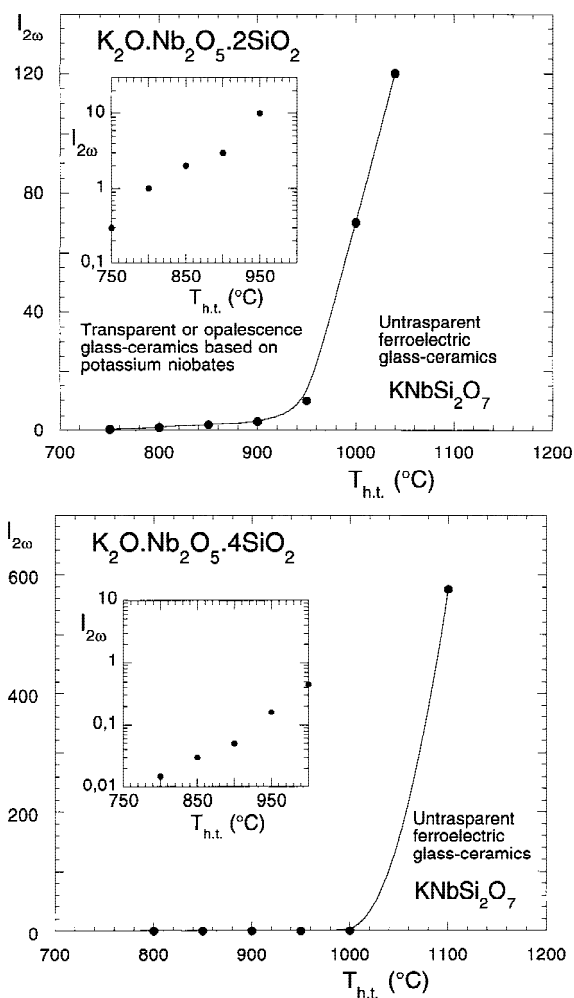 I2ω
K2O.Nb2O5.2SiO2
120
80
40
0
10
1
0,1
I2ω
750
850
950
Th.t. (°C)
Transparent or opalescence
glass-ceramics based on
potassium niobates
Untrasparent
ferroelectric
glass-ceramics
KNbSi2O7
700
800
900
1000
1100
1200
Th.t. (°C)
I2ω
K2O.Nb2O5.4SiO2
600
400
200
0
10
1
0,1
0,01
I2ω
750
850
950
Th.t. (°C)
Untrasparent
ferroelectric
glass-ceramics
KNbSi2O7
700
800
900
1000
1100
1200
Th.t. (°C)